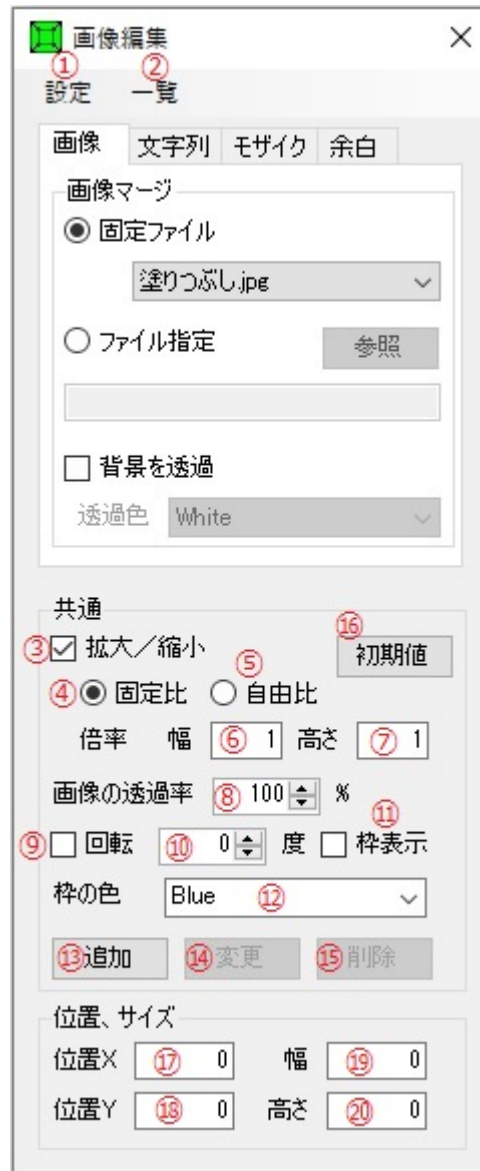 画像編集
① ②
設定 一覧
画像 文字列 モザイク 余白
画像マージ
固定ファイル
塗りつぶし.jpg
ファイル指定 参照
背景を透過
透過色 White
共通
③ 拡大／縮小 ⑯ 初期値
④ 固定比 ⑤ 自由比
倍率 幅 ⑥ 1 高さ ⑦ 1
画像の透過率 ⑧ 100 %
⑨ 回転 ⑩ 0 度 ⑪ 枠表示
枠の色 Blue ⑫
⑬追加 ⑭変更 ⑮削除
位置、サイズ
位置X ⑰ 0 幅 ⑲ 0
位置Y ⑱ 0 高さ ⑳ 0